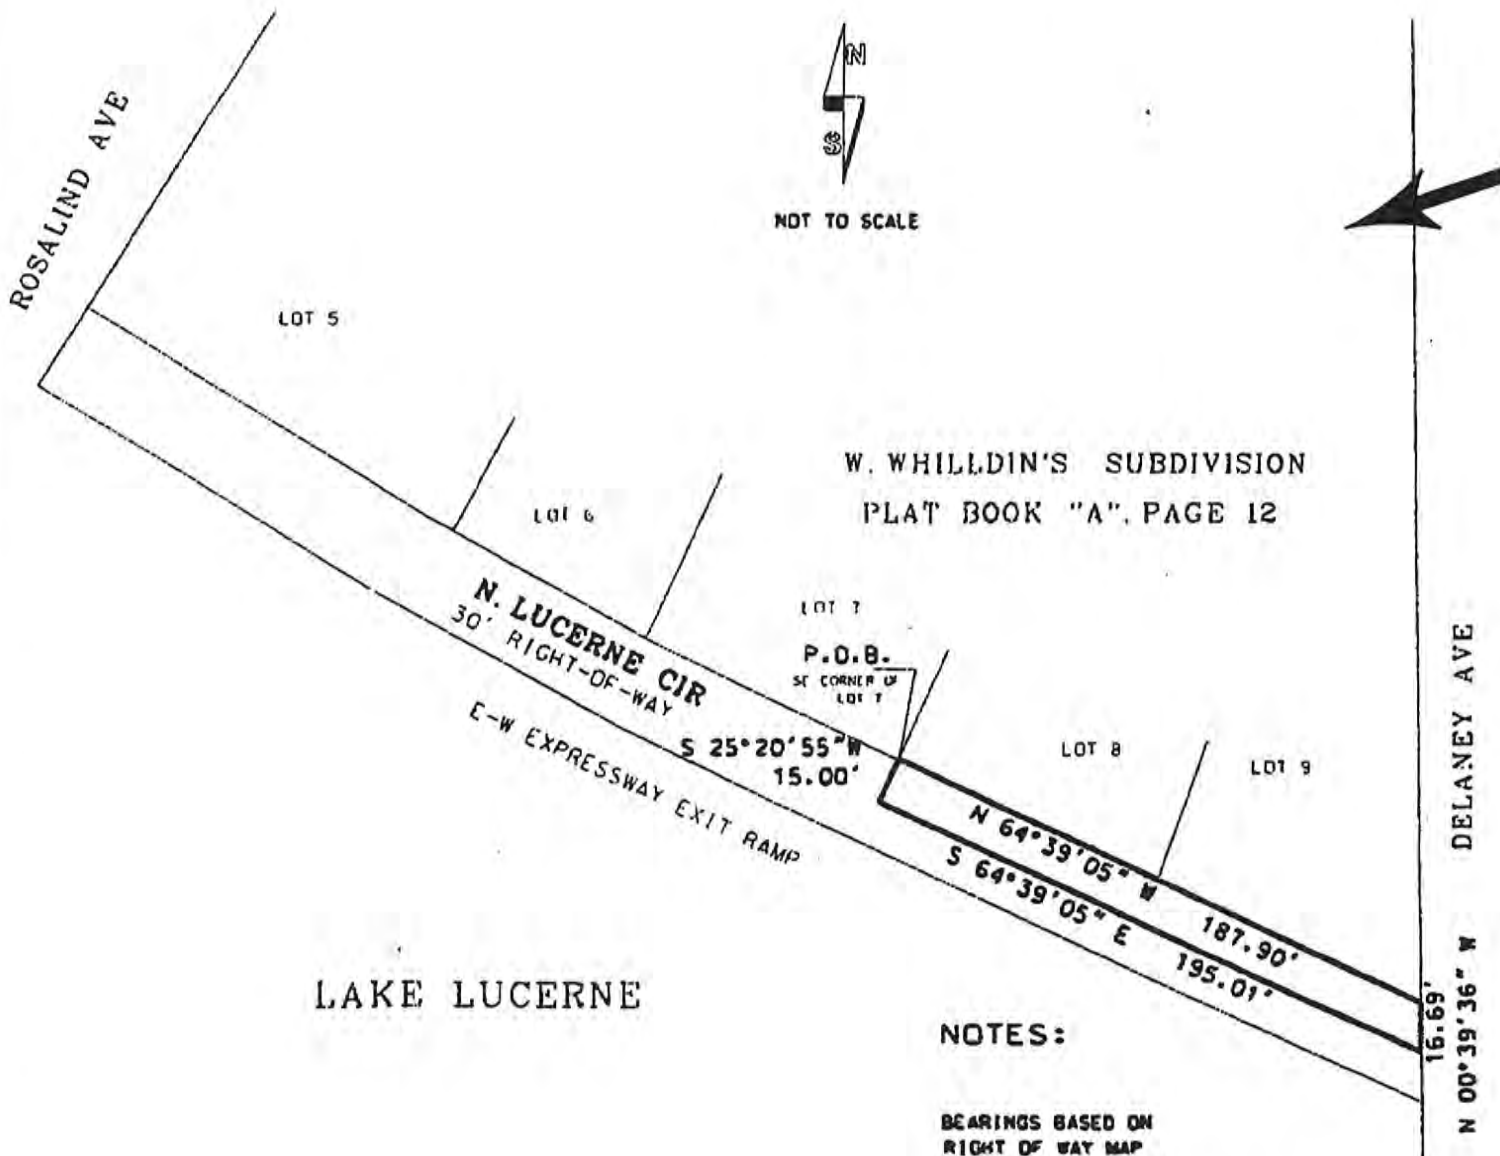 N
S
NOT TO SCALE
ROSALIND AVE
LOT 5
W. WHILLDIN'S SUBDIVISION
PLAT BOOK "A", PAGE 12
LOT 6
N. LUCERNE CIR
30' RIGHT-OF-WAY
E-W EXPRESSWAY EXIT RAMP
LOT 7
P.O.B.
SE CORNER OF
LOT 7
S 25°20'55"W
15.00'
LOT 8
LOT 9
N 64°39'05" W 187.90'
S 64°39'05" E 195.01'
DELANEY AVE
16.69'
N 00°39'36" W
LAKE LUCERNE
NOTES:
BEARINGS BASED ON
RIGHT OF WAY MAP